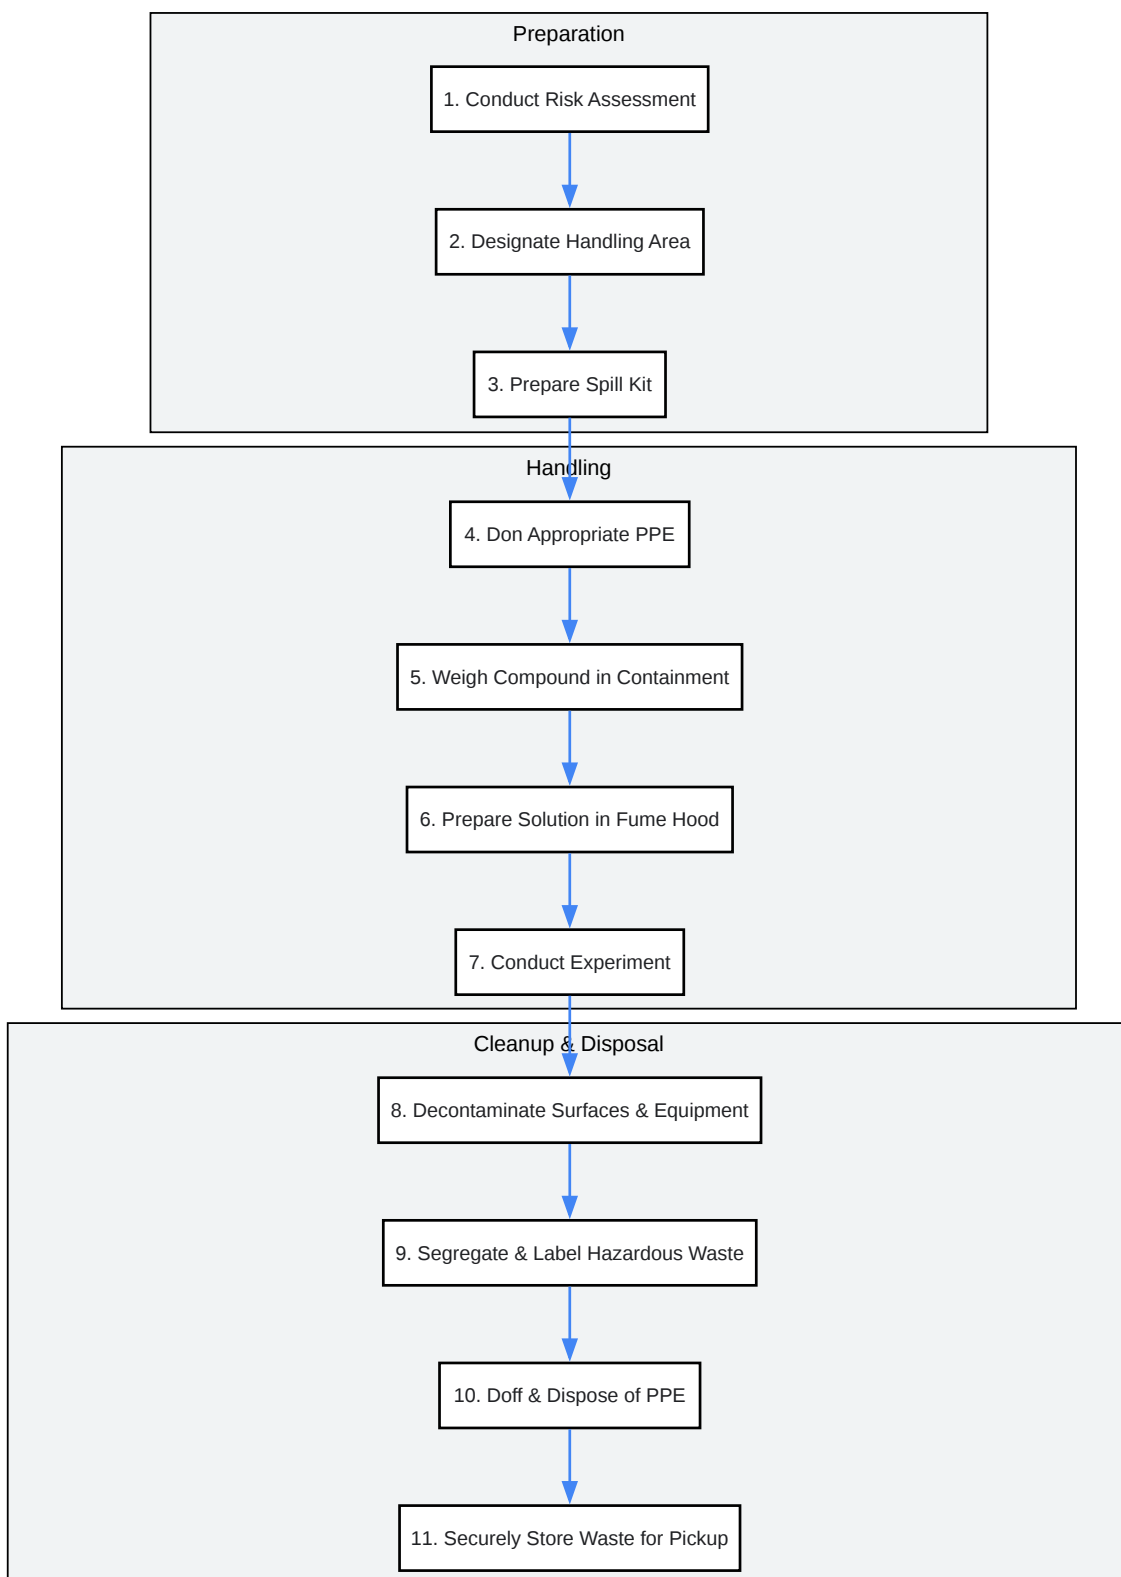 Preparation
1. Conduct Risk Assessment
2. Designate Handling Area
3. Prepare Spill Kit
Handling
4. Don Appropriate PPE
5. Weigh Compound in Containment
6. Prepare Solution in Fume Hood
7. Conduct Experiment
Cleanup & Disposal
8. Decontaminate Surfaces & Equipment
9. Segregate & Label Hazardous Waste
10. Doff & Dispose of PPE
11. Securely Store Waste for Pickup